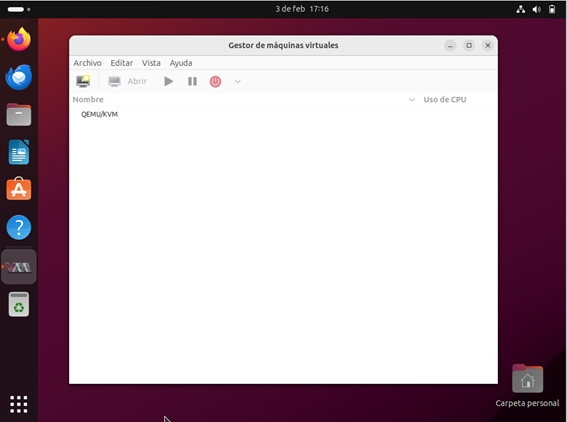 3 de feb 17:16
Gestor de máquinas virtuales
Archivo Editar Vista Ayuda
Abrir
Nombre Uso de CPU
QEMU/KVM
Carpeta personal